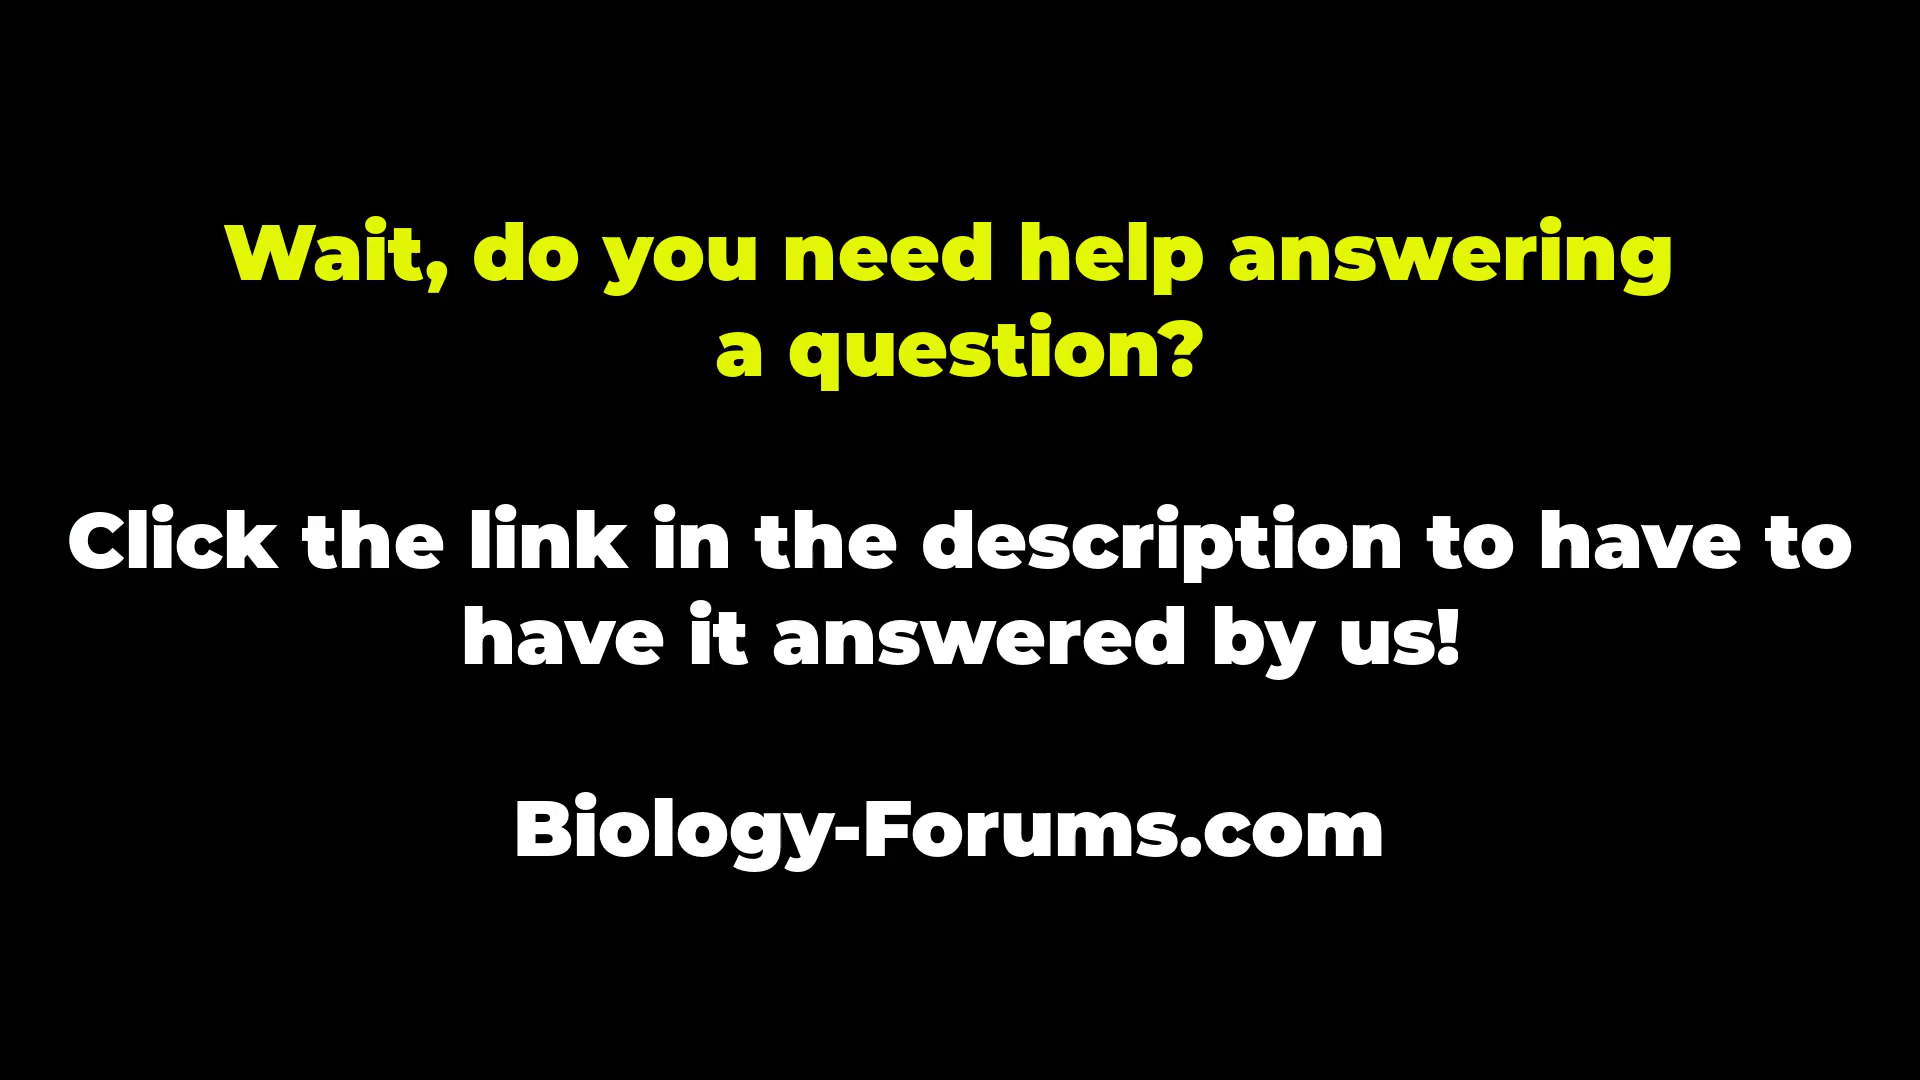 Wait, do you need help answering
a question?
Click the link in the description to have to
have it answered by us!
Biology-Forums.com